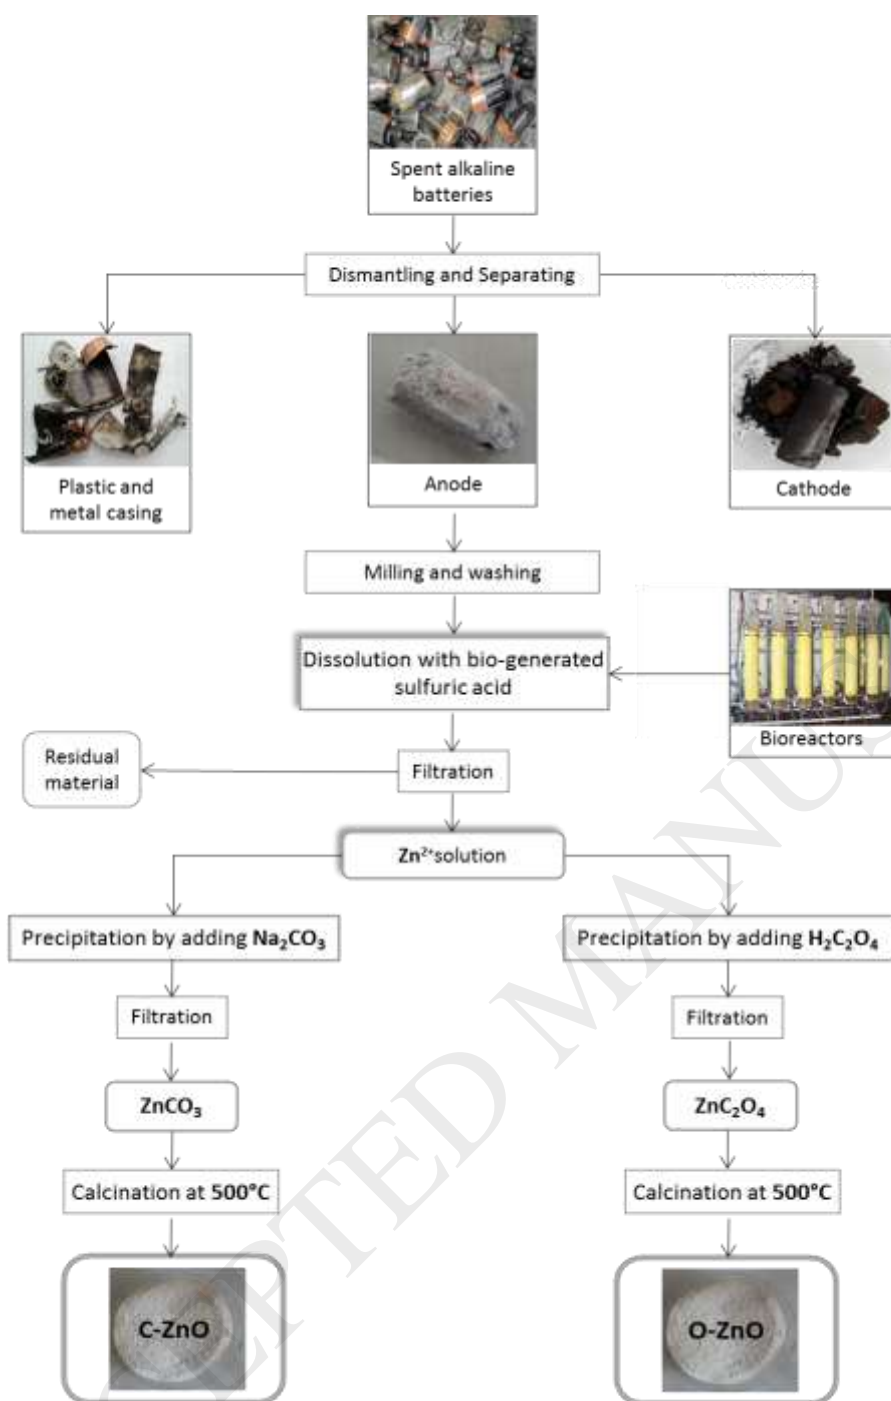 Spent alkaline
batteries
Dismantling and Separating
Plastic and
metal casing
Anode
Cathode
Milling and washing
Dissolution with bio-generated
sulfuric acid
Bioreactors
Residual
material
Filtration
Zn²⁺solution
Precipitation by adding Na₂CO₃
Precipitation by adding H₂C₂O₄
Filtration
Filtration
ZnCO₃
ZnC₂O₄
Calcination at 500°C
Calcination at 500°C
C-ZnO
O-ZnO